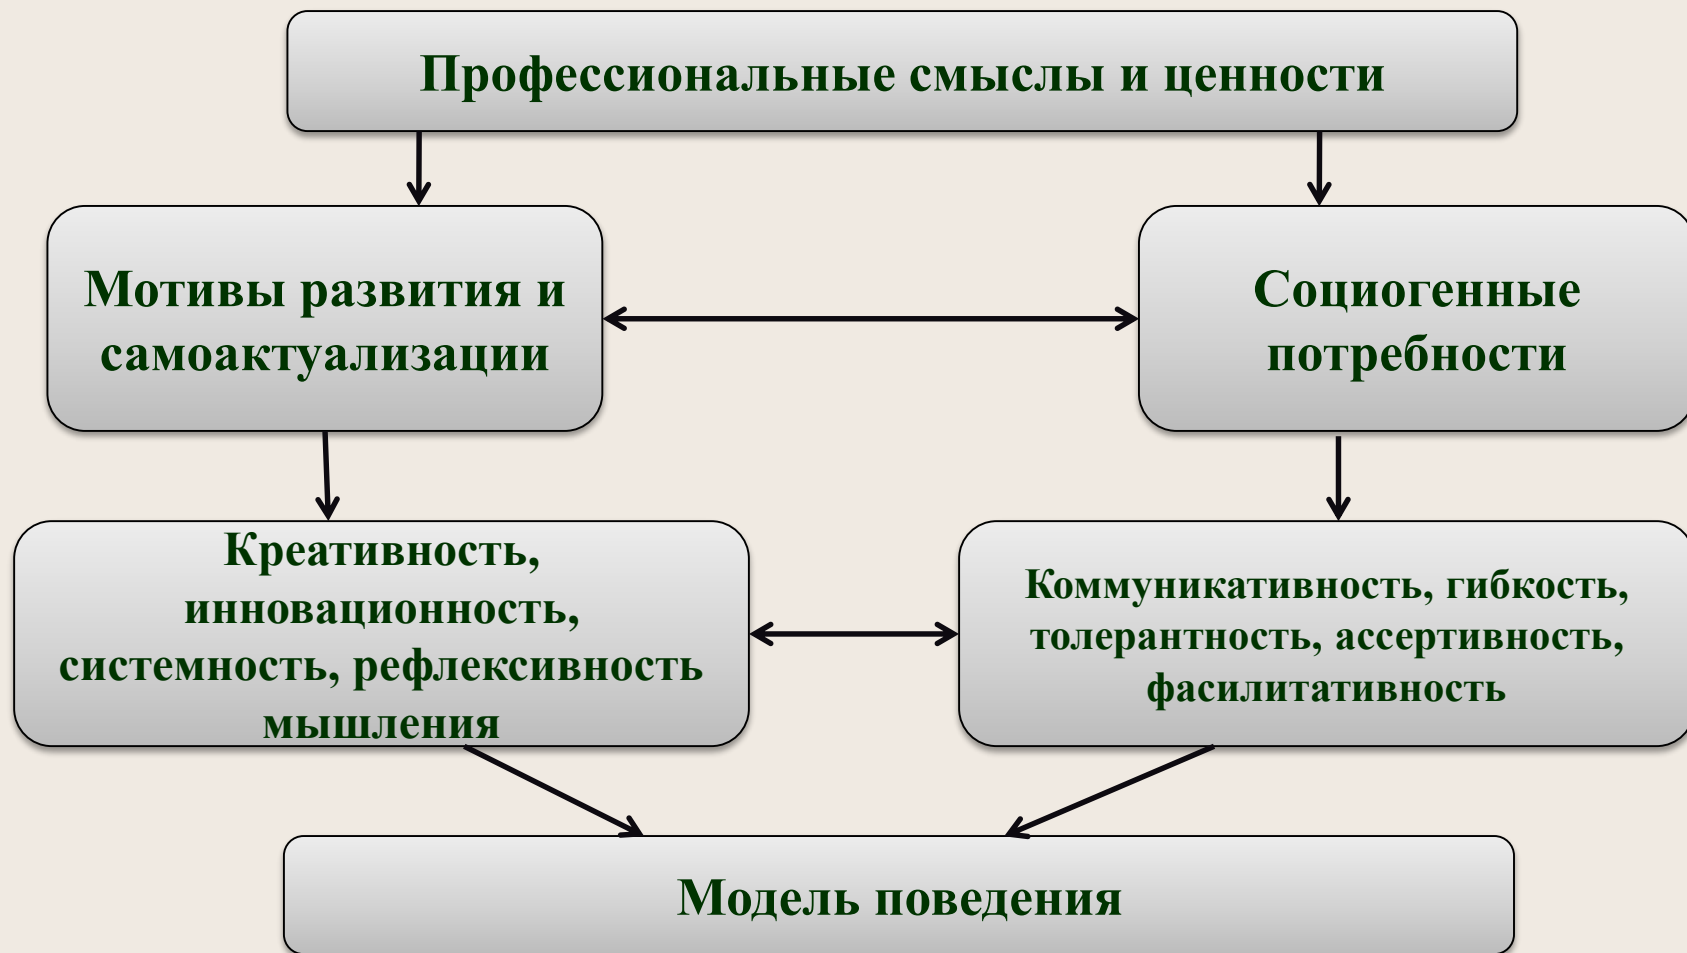 Профессиональные смыслы и ценности
Мотивы развития и
самоактуализации
Социогенные
потребности
Креативность,
инновационность,
системность, рефлексивность
мышления
Коммуникативность, гибкость,
толерантность, ассертивность,
фасилитативность
Модель поведения